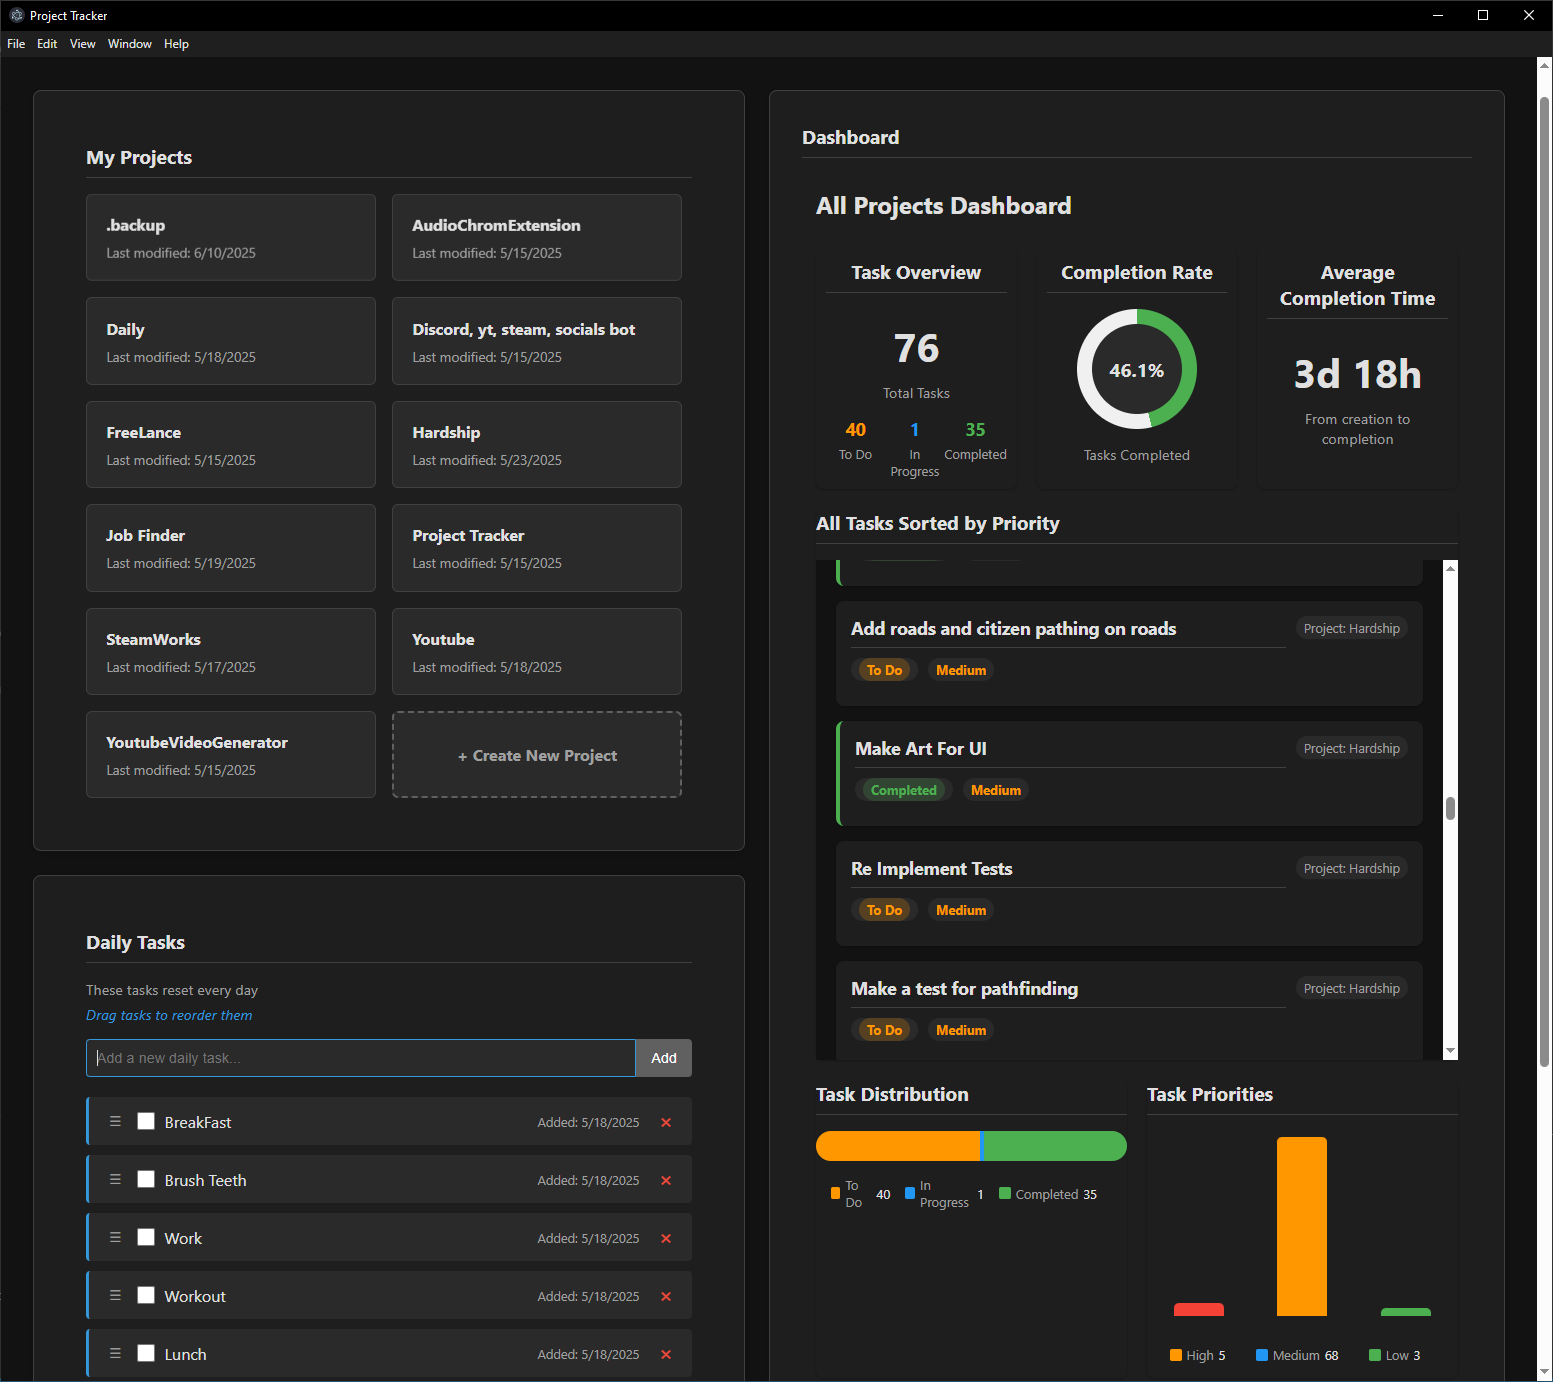 Project Tracker
File Edit View Window Help
My Projects
.backup
Last modified: 6/10/2025
AudioChromExtension
Last modified: 5/15/2025
Daily
Last modified: 5/18/2025
Discord, yt, steam, socials bot
Last modified: 5/15/2025
FreeLance
Last modified: 5/15/2025
Hardship
Last modified: 5/23/2025
Job Finder
Last modified: 5/19/2025
Project Tracker
Last modified: 5/15/2025
SteamWorks
Last modified: 5/17/2025
Youtube
Last modified: 5/18/2025
YoutubeVideoGenerator
Last modified: 5/15/2025
+ Create New Project
Daily Tasks
These tasks reset every day
Drag tasks to reorder them
Add a new daily task...
Add
BreakFast
Added: 5/18/2025
Brush Teeth
Added: 5/18/2025
Work
Added: 5/18/2025
Workout
Added: 5/18/2025
Lunch
Added: 5/18/2025
Dashboard
All Projects Dashboard
Task Overview
76
Total Tasks
40
To Do
1
In
Progress
35
Completed
Completion Rate
46.1%
Tasks Completed
Average
Completion Time
3d 18h
From creation to
completion
All Tasks Sorted by Priority
Add roads and citizen pathing on roads
Project: Hardship
To Do
Medium
Make Art For UI
Project: Hardship
Completed
Medium
Re Implement Tests
Project: Hardship
To Do
Medium
Make a test for pathfinding
Project: Hardship
To Do
Medium
Task Distribution
To
Do
40
In
Progress
1
Completed 35
Task Priorities
High 5
Medium 68
Low 3